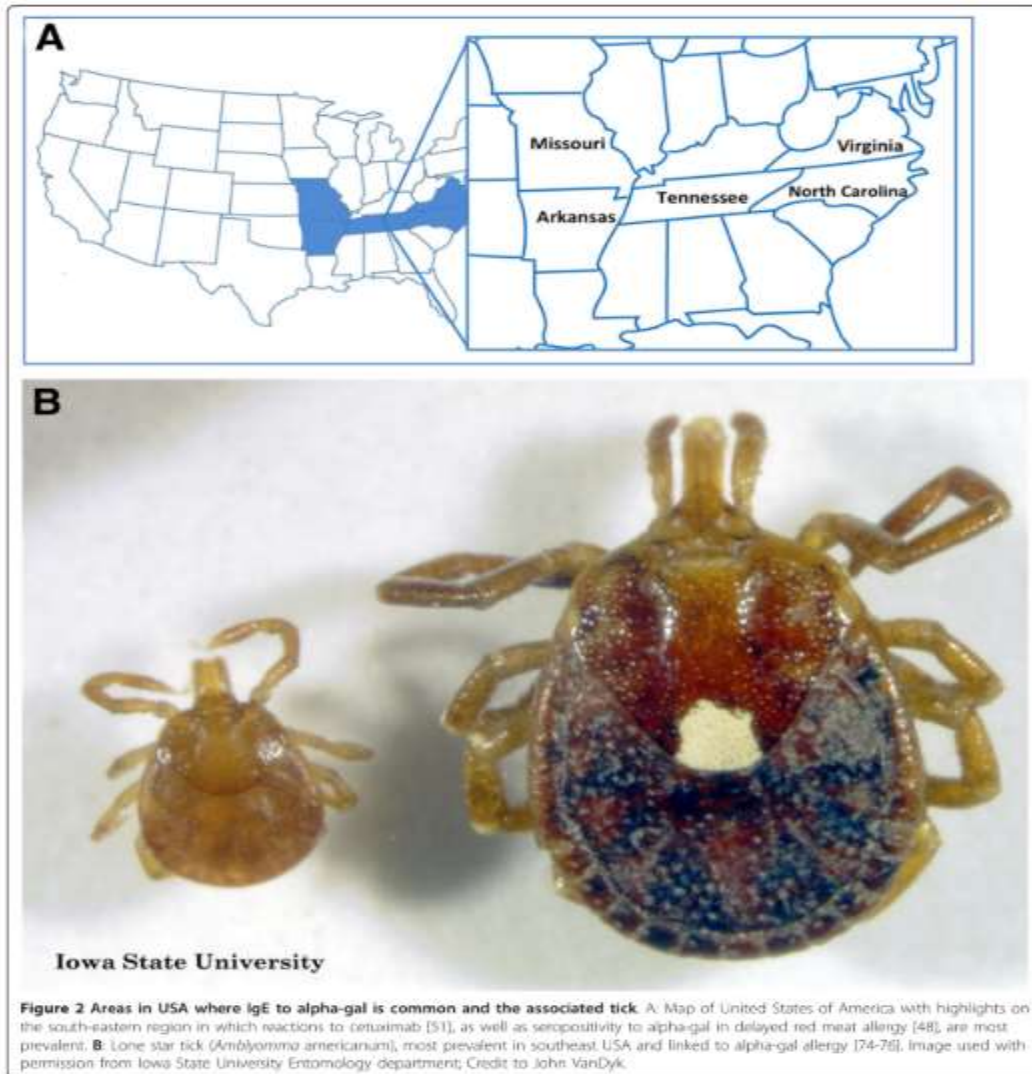 A
Missouri
Virginia
Tennessee
North Carolina
Arkansas
B
Iowa State University
Figure 2 Areas in USA where IgE to alpha-gal is common and the associated tick. A: Map of United States of America with highlights on
the south-eastern region in which reactions to cetuximab [51], as well as seropositivity to alpha-gal in delayed red meat allergy [48], are most
prevalent. B: Lone star tick (Amblyomma americanum), most prevalent in southeast USA and linked to alpha-gal allergy [74-76]. Image used with
permission from Iowa State University Entomology department; Credit to John VanDyk.